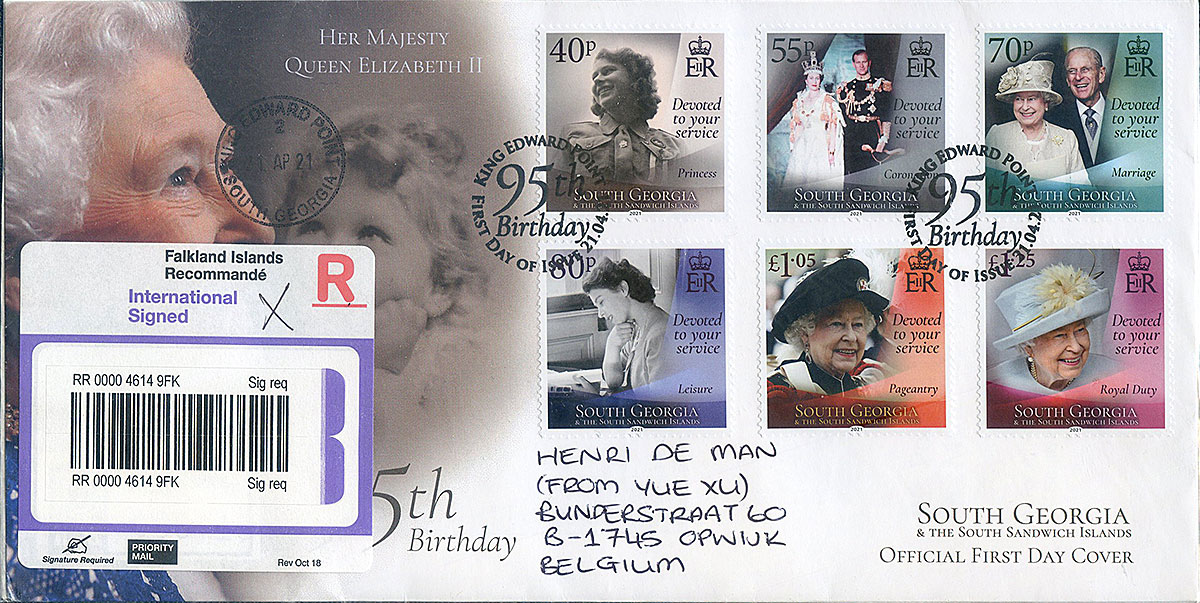 HER MAJESTY
QUEEN ELIZABETH II
KING EDWARD POINT
2
1 AP 21
SOUTH GEORGIA
Falkland Islands
Recommandé
R
International
Signed
X
RR 0000 4614 9FK Sig req
RR 0000 4614 9FK Sig req
Signature Required
PRIORITY
MAIL
Rev Oct 18
5th
Birthday
40p
EIIR
Devoted
to your
service
Princess
SOUTH GEORGIA
& THE SOUTH SANDWICH ISLANDS
2021
55p
EIIR
Devoted
to your
service
SOUTH GEORGIA
& THE SOUTH SANDWICH ISLANDS
2021
70p
EIIR
Devoted
to your
service
Marriage
SOUTH GEORGIA
& THE SOUTH SANDWICH ISLANDS
2021
KING EDWARD POINT
95th
Birthday
FIRST DAY OF ISSUE 21.04.
KING EDWARD POINT
95th
Birthday
FIRST DAY OF ISSUE 21.04.2
80p
EIIR
Devoted
to your
service
Leisure
SOUTH GEORGIA
& THE SOUTH SANDWICH ISLANDS
2021
£1.05
EIIR
Devoted
to your
service
Pageantry
SOUTH GEORGIA
& THE SOUTH SANDWICH ISLANDS
2021
£1.25
EIIR
Devoted
to your
service
Royal Duty
SOUTH GEORGIA
& THE SOUTH SANDWICH ISLANDS
2021
HENRI DE MAN
(FROM YUE XU)
BUNDERSTRAAT 60
B-1745 OPWIJK
BELGIUM
SOUTH GEORGIA
& THE SOUTH SANDWICH ISLANDS
OFFICIAL FIRST DAY COVER